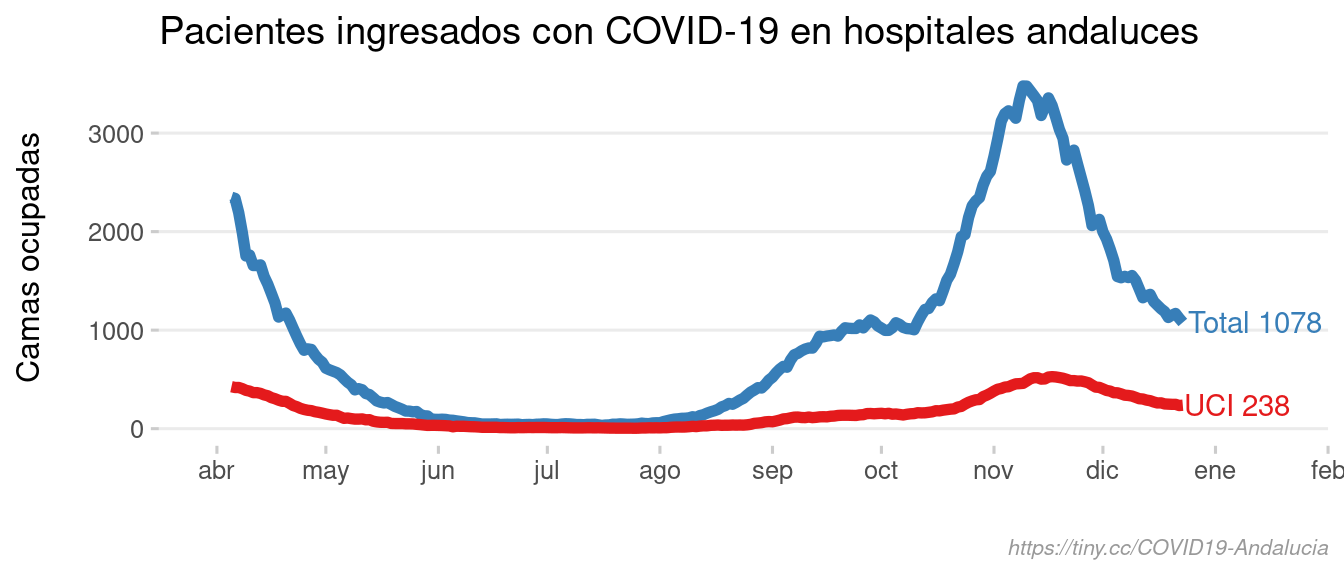 Pacientes ingresados con COVID-19 en hospitales andaluces
Camas ocupadas
3000
2000
1000
0
Total 1078
UCI 238
abr may jun jul ago sep oct nov dic ene feb
https://tiny.cc/COVID19-Andalucia